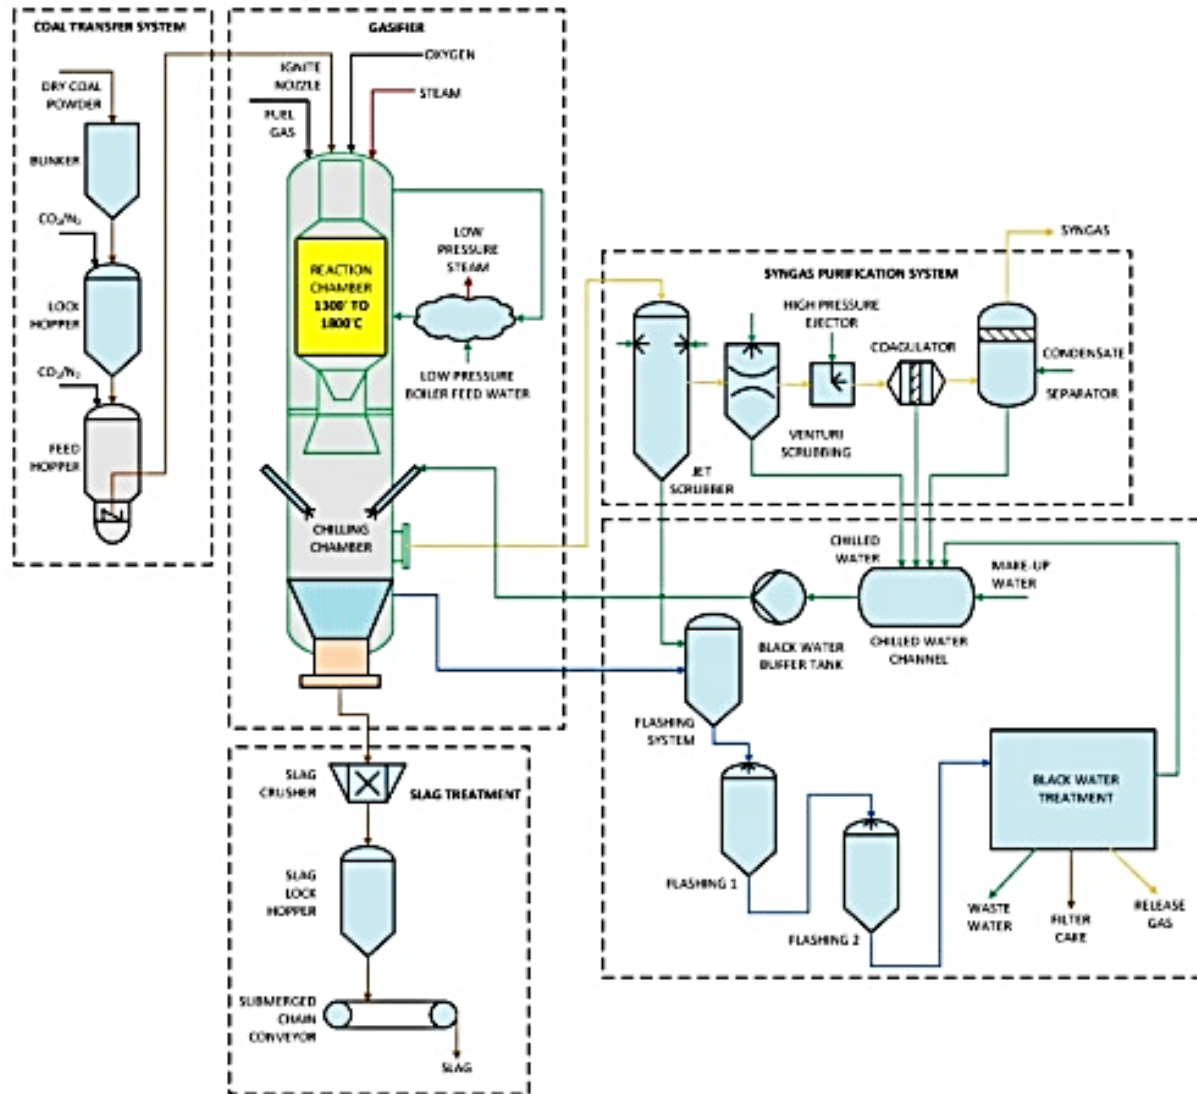 COAL TRANSFER SYSTEM
DRY COAL
POWDER
BUNKER
CO₂/N₂
LOCK
HOPPER
CO₂/N₂
FEED
HOPPER
GASIFIER
IGNITE
NOZZLE
OXYGEN
STEAM
FUEL
GAS
REACTION
CHAMBER
1300° TO
1800°C
LOW
PRESSURE
STEAM
LOW PRESSURE
BOILER FEED WATER
CHILLING
CHAMBER
SYNGAS
SYNGAS PURIFICATION SYSTEM
HIGH PRESSURE
EJECTOR
COAGULATOR
CONDENSATE
SEPARATOR
VENTURI
SCRUBBING
JET
SCRUBBER
CHILLED
WATER
MAKE-UP
WATER
BLACK WATER
BUFFER TANK
CHILLED WATER
CHANNEL
FLASHING
SYSTEM
FLASHING 1
FLASHING 2
BLACK WATER
TREATMENT
WASTE
WATER
FILTER
CAKE
RELEASE
GAS
SLAG
CRUSHER
SLAG TREATMENT
SLAG
LOCK
HOPPER
SUBMERGED
CHAIN
CONVEYOR
SLAG